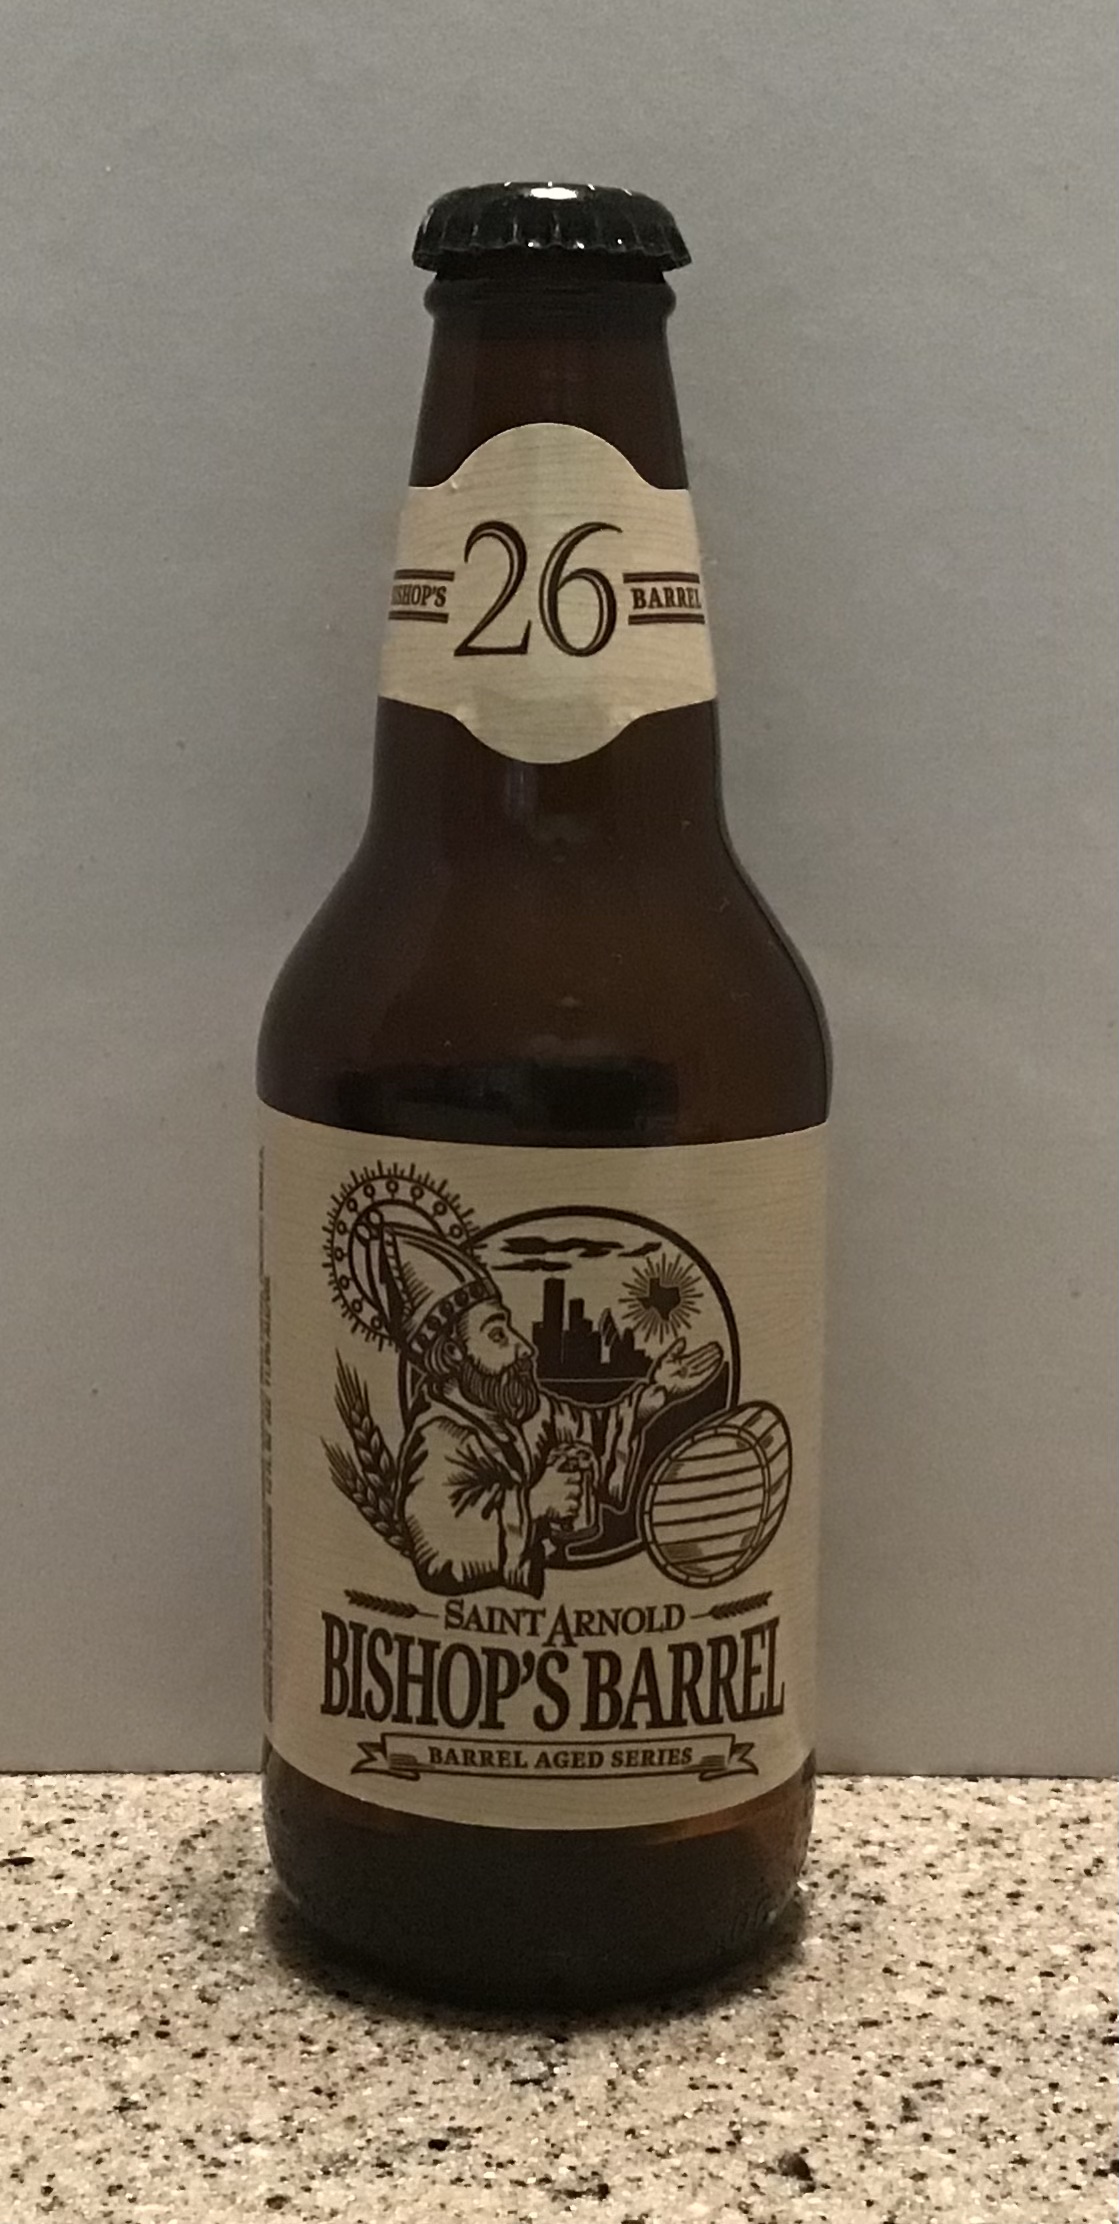 BISHOP'S 26 BARREL
SAINT ARNOLD
BISHOP'S BARREL
BARREL AGED SERIES